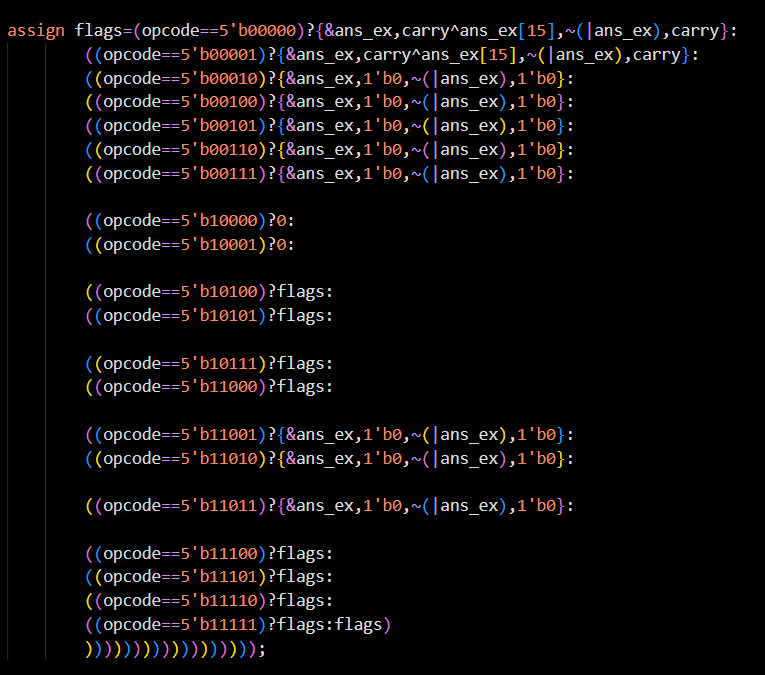 assign flags=(opcode==5'b00000)?{&ans_ex,carry^ans_ex[15],~(|ans_ex),carry}:
((opcode==5'b00001)?{&ans_ex,carry^ans_ex[15],~(|ans_ex),carry}:
((opcode==5'b00010)?{&ans_ex,1'b0,~(|ans_ex),1'b0}:
((opcode==5'b00100)?{&ans_ex,1'b0,~(|ans_ex),1'b0}:
((opcode==5'b00101)?{&ans_ex,1'b0,~(|ans_ex),1'b0}:
((opcode==5'b00110)?{&ans_ex,1'b0,~(|ans_ex),1'b0}:
((opcode==5'b00111)?{&ans_ex,1'b0,~(|ans_ex),1'b0}:
((opcode==5'b10000)?0:
((opcode==5'b10001)?0:
((opcode==5'b10100)?flags:
((opcode==5'b10101)?flags:
((opcode==5'b10111)?flags:
((opcode==5'b11000)?flags:
((opcode==5'b11001)?{&ans_ex,1'b0,~(|ans_ex),1'b0}:
((opcode==5'b11010)?{&ans_ex,1'b0,~(|ans_ex),1'b0}:
((opcode==5'b11011)?{&ans_ex,1'b0,~(|ans_ex),1'b0}:
((opcode==5'b11100)?flags:
((opcode==5'b11101)?flags:
((opcode==5'b11110)?flags:
((opcode==5'b11111)?flags:flags)
))))))))))))))))));